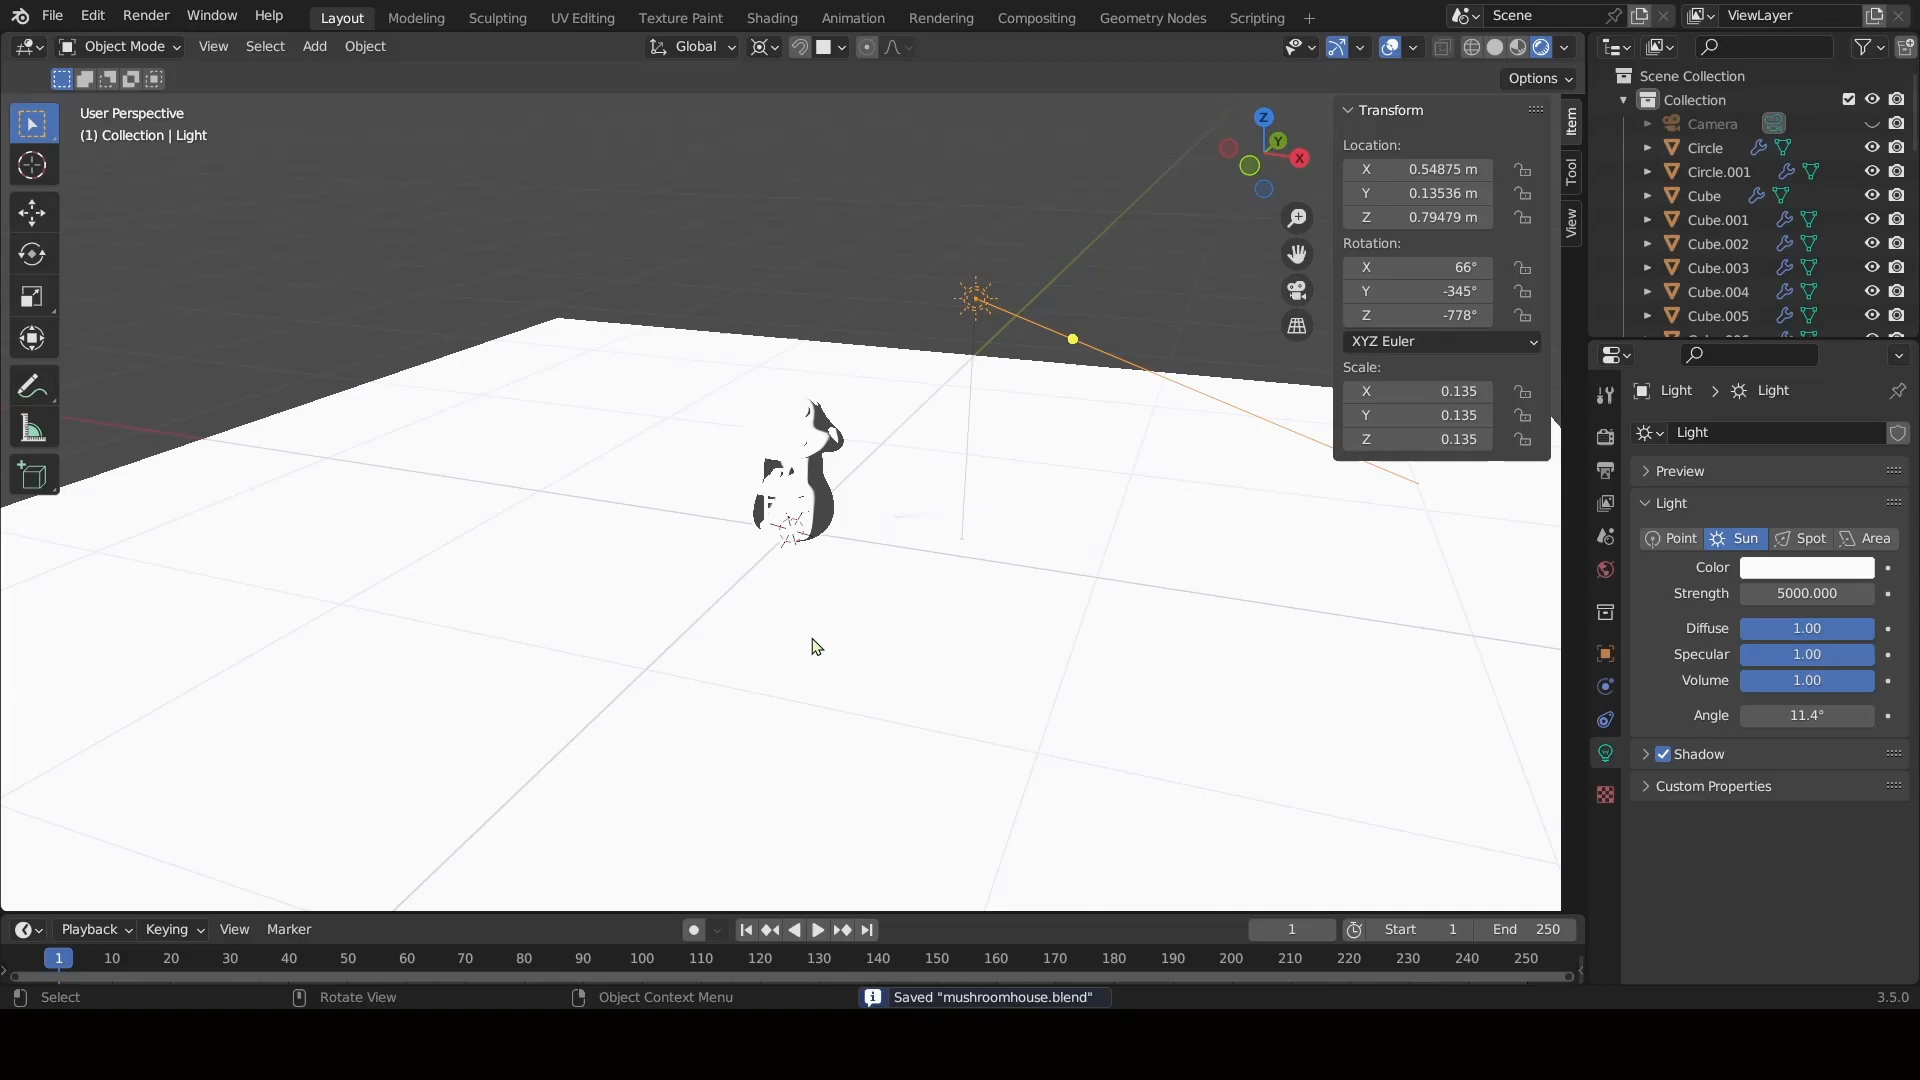 File Edit Render Window Help Layout Modeling Sculpting UV Editing Texture Paint Shading Animation Rendering Compositing Geometry Nodes Scripting + Scene ViewLayer
Object Mode View Select Add Object Global
Options
User Perspective
(1) Collection | Light
Z
Y
X
Transform
Location:
X 0.54875 m
Y 0.13536 m
Z 0.79479 m
Rotation:
X 66°
Y -345°
Z -778°
XYZ Euler
Scale:
X 0.135
Y 0.135
Z 0.135
Item
Tool
View
Scene Collection
Collection
Camera
Circle
Circle.001
Cube
Cube.001
Cube.002
Cube.003
Cube.004
Cube.005
Light > Light
Light
Preview
Light
Point Sun Spot Area
Color
Strength 5000.000
Diffuse 1.00
Specular 1.00
Volume 1.00
Angle 11.4°
Shadow
Custom Properties
Playback Keying View Marker 1 Start 1 End 250
1 10 20 30 40 50 60 70 80 90 100 110 120 130 140 150 160 170 180 190 200 210 220 230 240 250
Select Rotate View Object Context Menu Saved "mushroomhouse.blend" 3.5.0